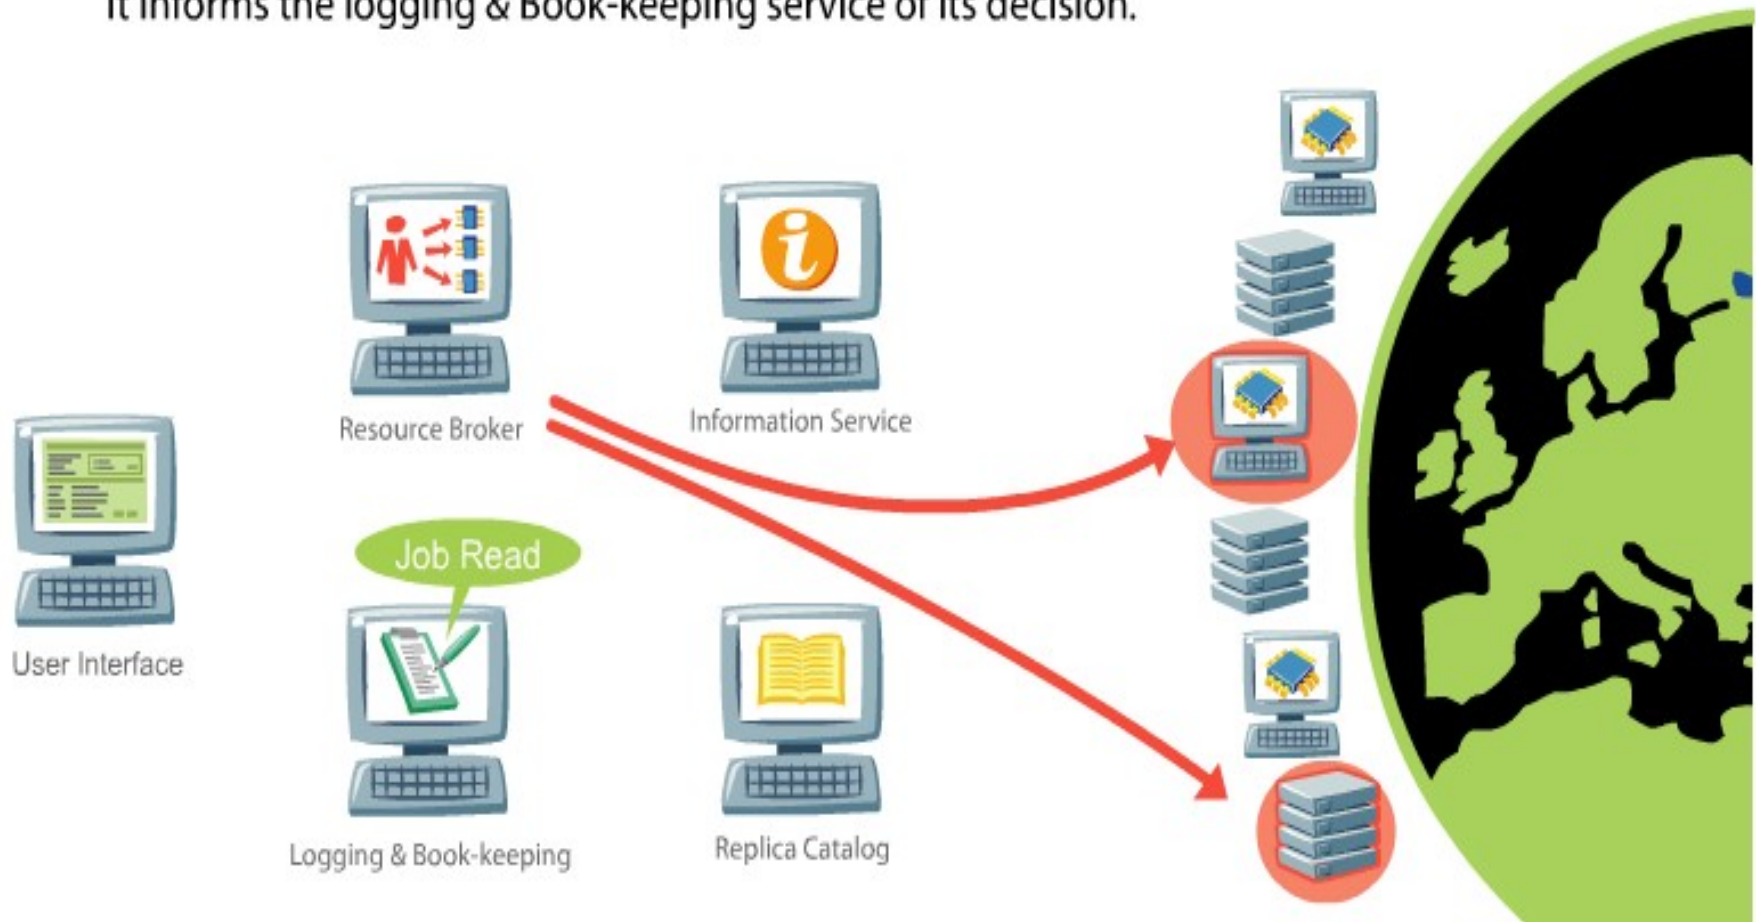 It informs the logging & Book-keeping service of its decision.
Resource Broker
Information Service
Job Read
User Interface
Logging & Book-keeping
Replica Catalog